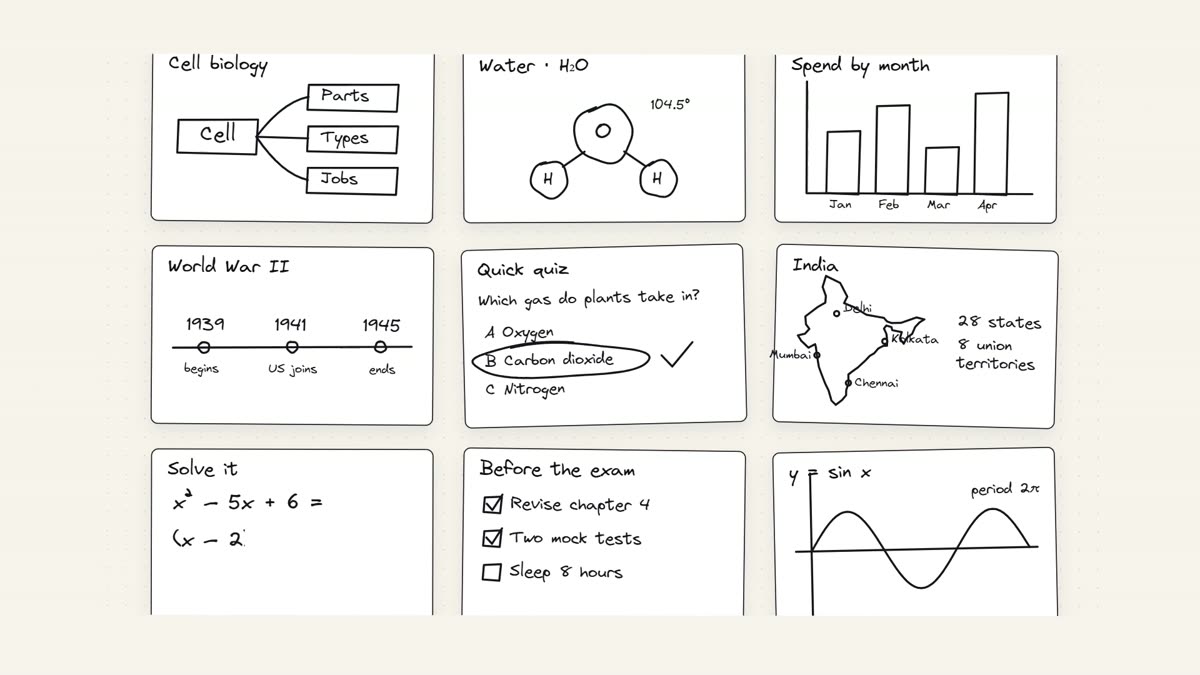 Cell biology
Cell
Parts
Types
Jobs
Water · H₂O
104.5°
O
H
H
Spend by month
Jan
Feb
Mar
Apr
World War II
1939
1941
1945
begins
US joins
ends
Quick quiz
Which gas do plants take in?
A Oxygen
B Carbon dioxide
C Nitrogen
India
Delhi
Kolkata
Mumbai
Chennai
28 states
8 union
territories
Solve it
x² − 5x + 6 =
(x − 2
Before the exam
Revise chapter 4
Two mock tests
Sleep 8 hours
y = sin x
period 2π